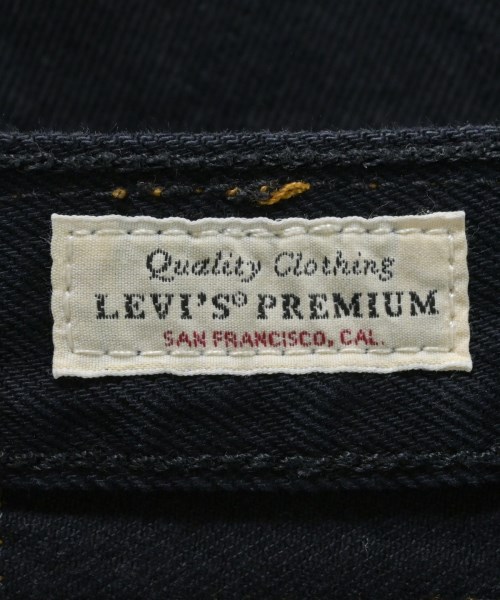 Quality Clothing
LEVI'S® PREMIUM
SAN FRANCISCO, CAL.